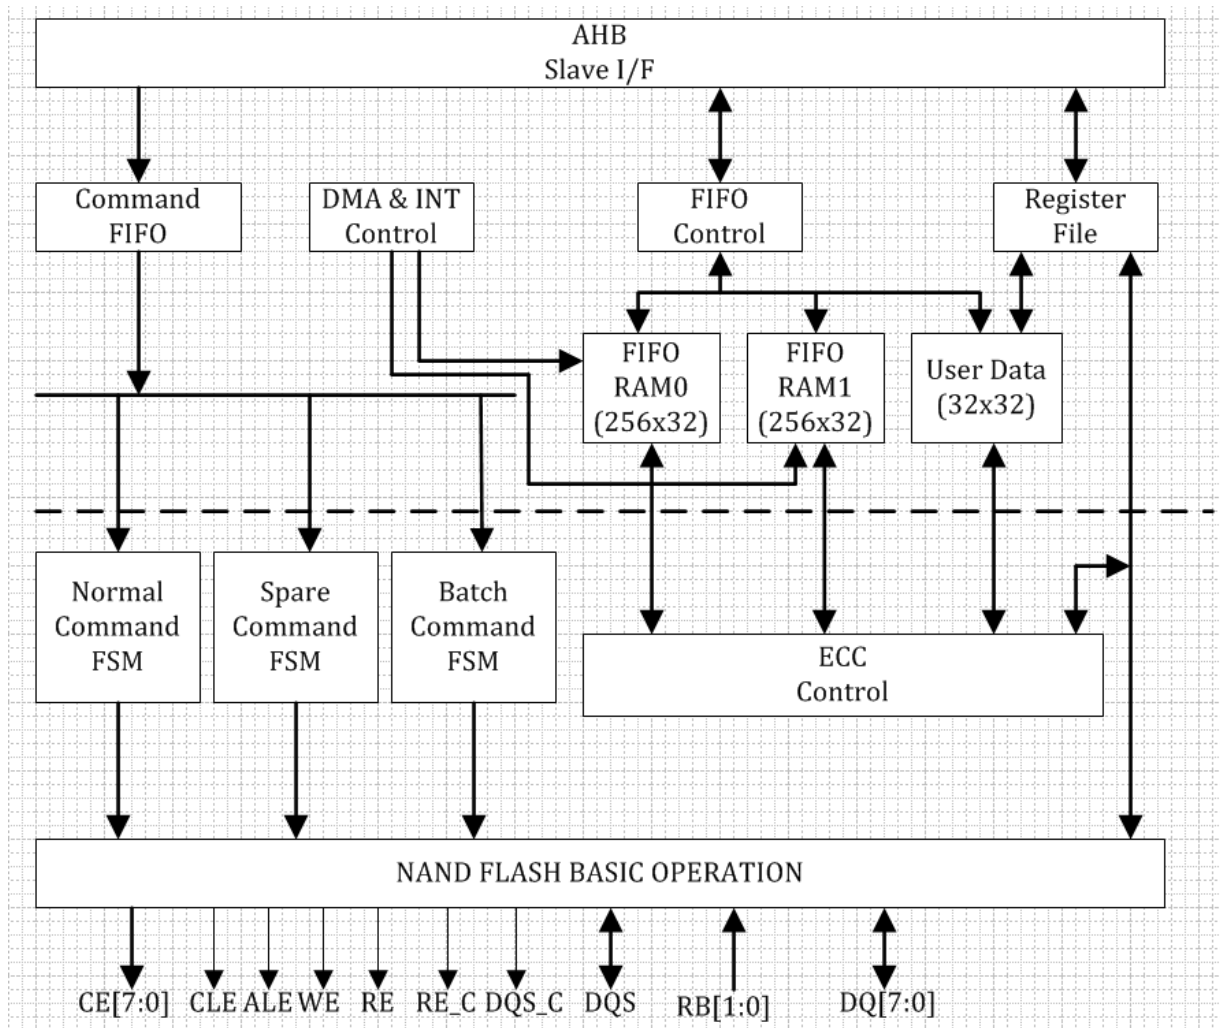 AHB
Slave I/F
Command
FIFO
DMA & INT
Control
FIFO
Control
Register
File
FIFO
RAM0
(256x32)
FIFO
RAM1
(256x32)
User Data
(32x32)
Normal
Command
FSM
Spare
Command
FSM
Batch
Command
FSM
ECC
Control
NAND FLASH BASIC OPERATION
CE[7:0] CLE ALE WE RE RE_C DQS_C DQS RB[1:0] DQ[7:0]